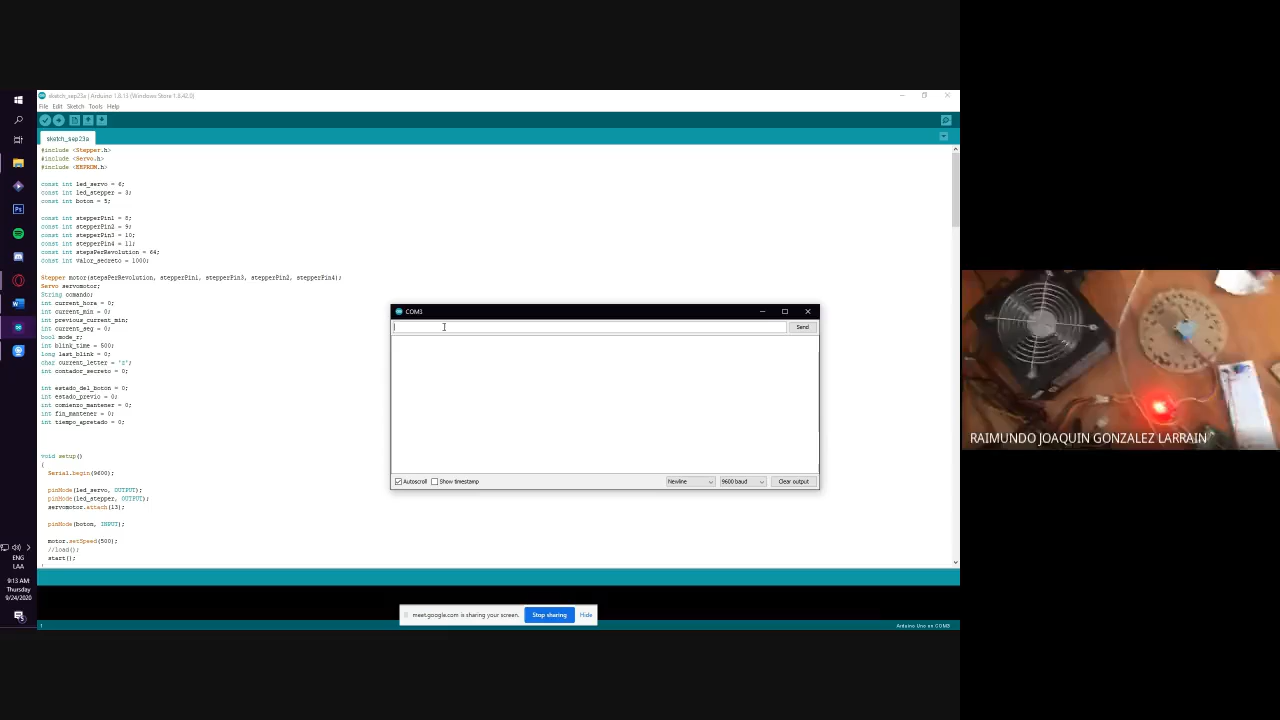 sketch_sep23a | Arduino 1.8.13 (Windows Store 1.8.42.0)
File Edit Sketch Tools Help
sketch_sep23a
#include <Stepper.h>
#include <Servo.h>
#include <EEPROM.h>
const int led_servo = 6;
const int led_stepper = 3;
const int boton = 5;
const int stepperPin1 = 8;
const int stepperPin2 = 9;
const int stepperPin3 = 10;
const int stepperPin4 = 11;
const int stepsPerRevolution = 64;
const int valor_secreto = 1000;
Stepper motor(stepsPerRevolution, stepperPin1, stepperPin3, stepperPin2, stepperPin4);
Servo servomotor;
String comando;
int current_hora = 0;
int current_min = 0;
int previous_current_min;
int current_seg = 0;
bool mode_r;
int blink_time = 500;
long last_blink = 0;
char current_letter = 'r';
int contador_secreto = 0;
int estado_del_boton = 0;
int estado_previo = 0;
int comienzo_mantener = 0;
int fin_mantener = 0;
int tiempo_apretado = 0;
void setup()
{
Serial.begin(9600);
pinMode(led_servo, OUTPUT);
pinMode(led_stepper, OUTPUT);
servomotor.attach(13);
pinMode(boton, INPUT);
motor.setSpeed(500);
//load();
start();
COM3
Send
Autoscroll Show timestamp Newline 9600 baud Clear output
RAIMUNDO JOAQUIN GONZALEZ LARRAIN
ENG
LAA
9:13 AM
Thursday
9/24/2020
meet.google.com is sharing your screen. Stop sharing Hide
1 Arduino Uno on COM3